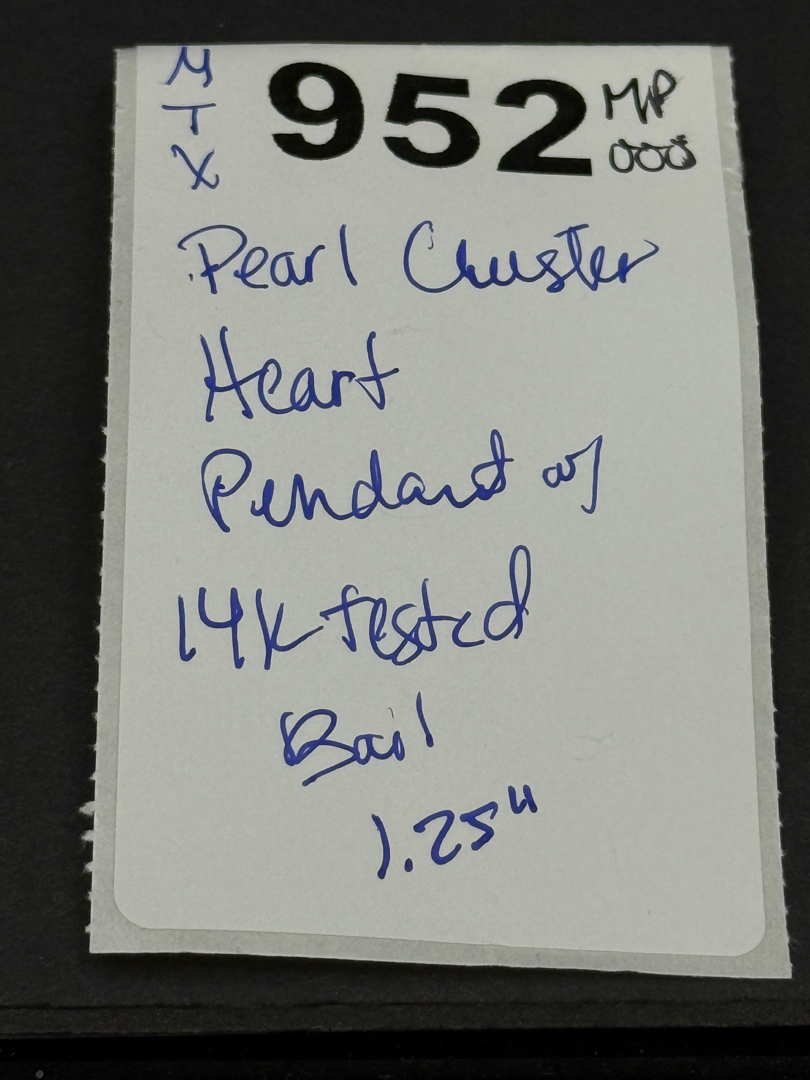 M
T
X
952
MP
000
Pearl Cluster
Heart
Pendant w/
14k tested
Bail
1.25"